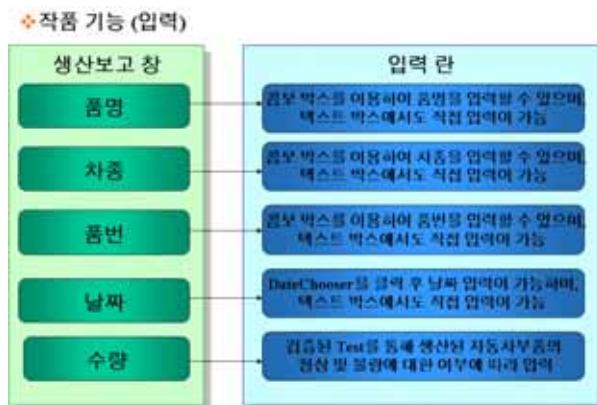 작품 기능 (입력)
생산보고 창
입력 란
품명
콤보 박스를 이용하여 품명을 입력할 수 있으며,
텍스트 박스에서도 직접 입력이 가능
차종
콤보 박스를 이용하여 차종을 입력할 수 있으며,
텍스트 박스에서도 직접 입력이 가능
품번
콤보 박스를 이용하여 품번을 입력할 수 있으며,
텍스트 박스에서도 직접 입력이 가능
날짜
DateChooser를 클릭 후 날짜 입력이 가능하며,
텍스트 박스에서도 직접 입력이 가능
수량
검증된 Test를 통해 생산된 자동차부품의
정상 및 불량에 대한 여부에 따라 입력